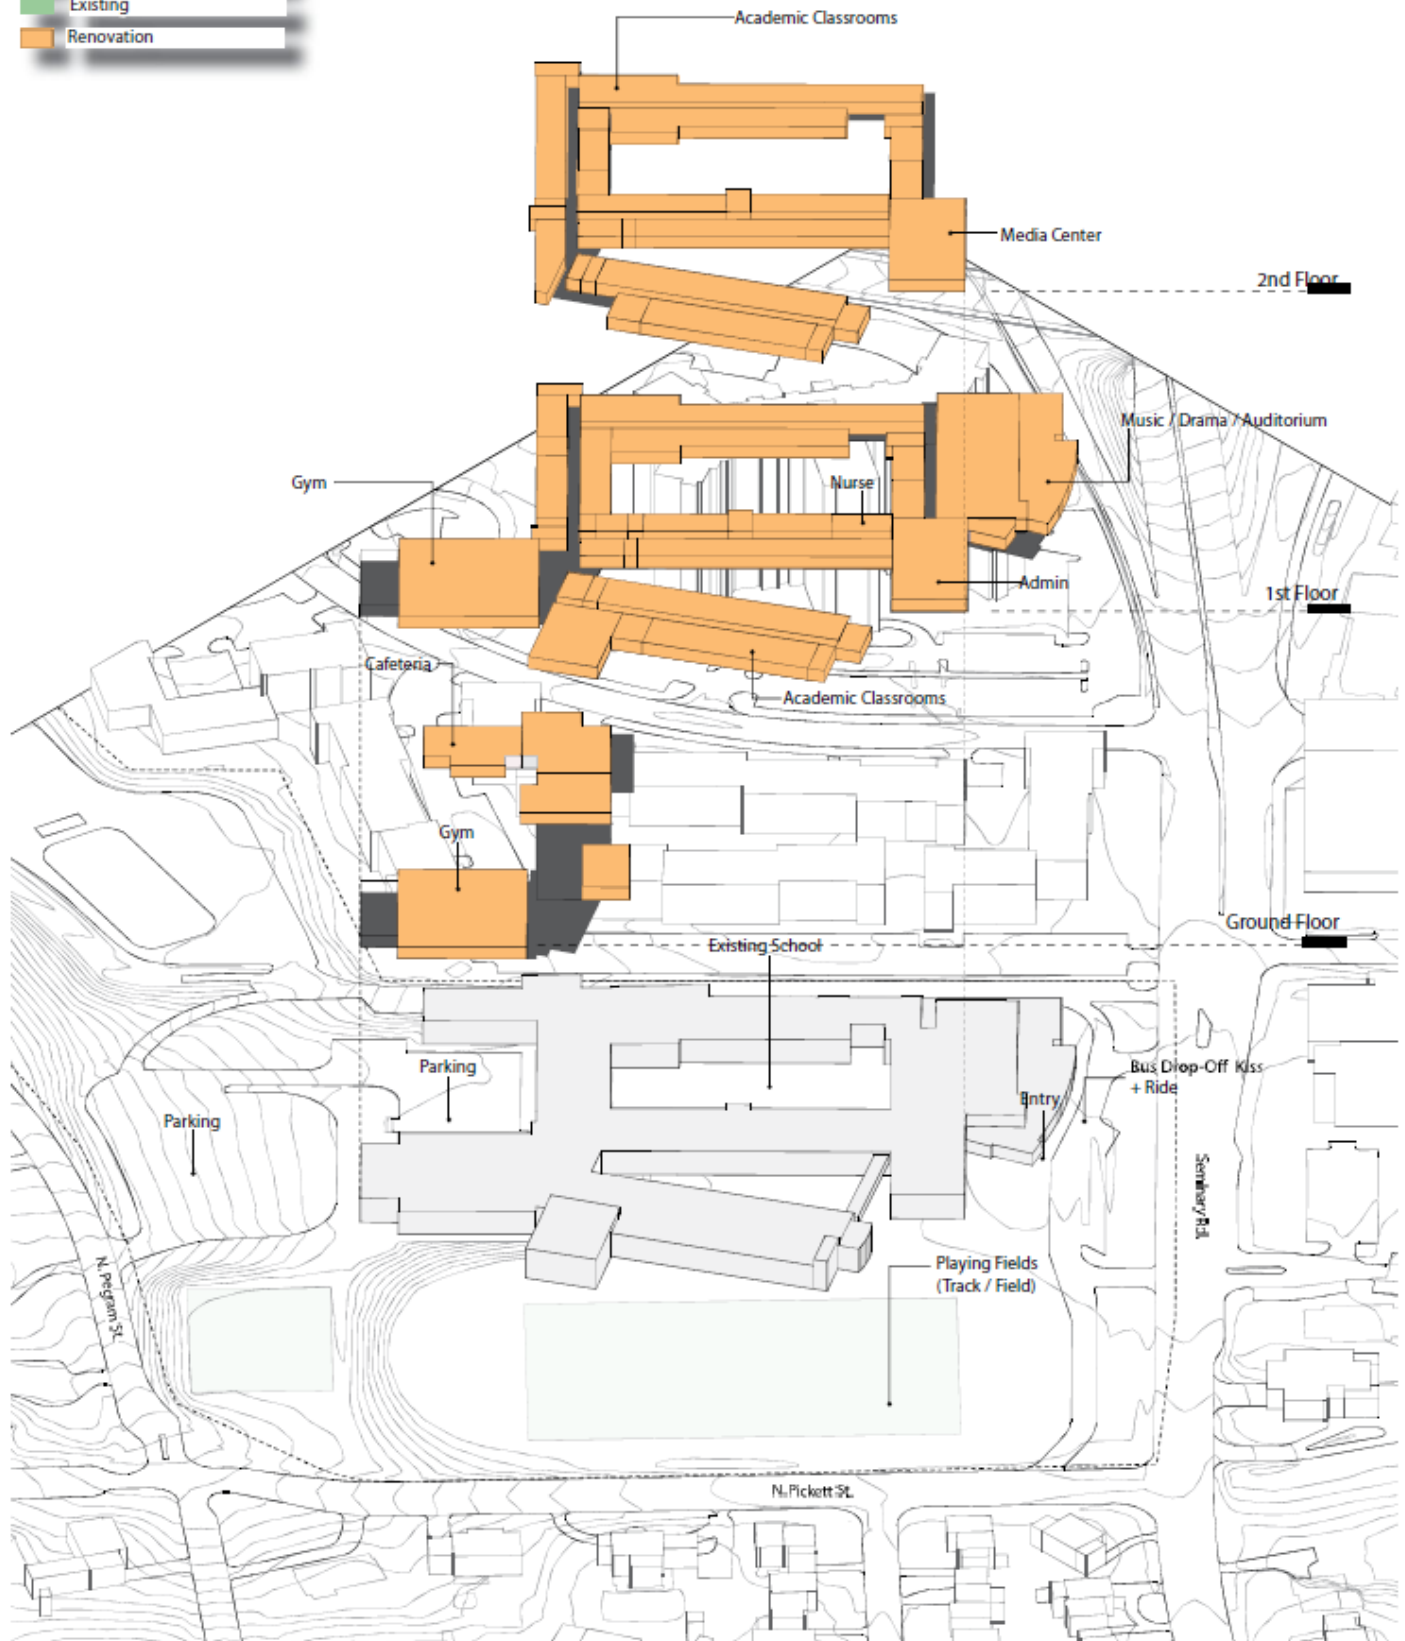 Existing
Renovation
Academic Classrooms
Media Center
2nd Floor
Music / Drama / Auditorium
Gym
Nurse
Admin
1st Floor
Cafeteria
Academic Classrooms
Gym
Ground Floor
Existing School
Parking
Bus Drop-Off Kiss
+ Ride
Entry
Parking
Seminary Rd.
N. Pegram St.
Playing Fields
(Track / Field)
N. Pickett St.